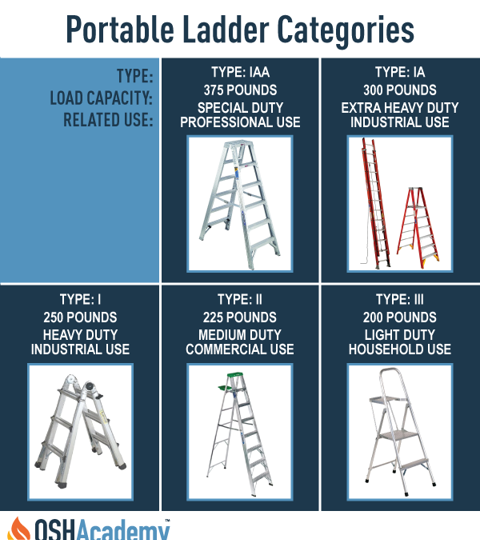 Portable Ladder Categories
TYPE:
LOAD CAPACITY:
RELATED USE:
TYPE: IAA
375 POUNDS
SPECIAL DUTY
PROFESSIONAL USE
TYPE: IA
300 POUNDS
EXTRA HEAVY DUTY
INDUSTRIAL USE
TYPE: I
250 POUNDS
HEAVY DUTY
INDUSTRIAL USE
TYPE: II
225 POUNDS
MEDIUM DUTY
COMMERCIAL USE
TYPE: III
200 POUNDS
LIGHT DUTY
HOUSEHOLD USE
OSHAcademy™